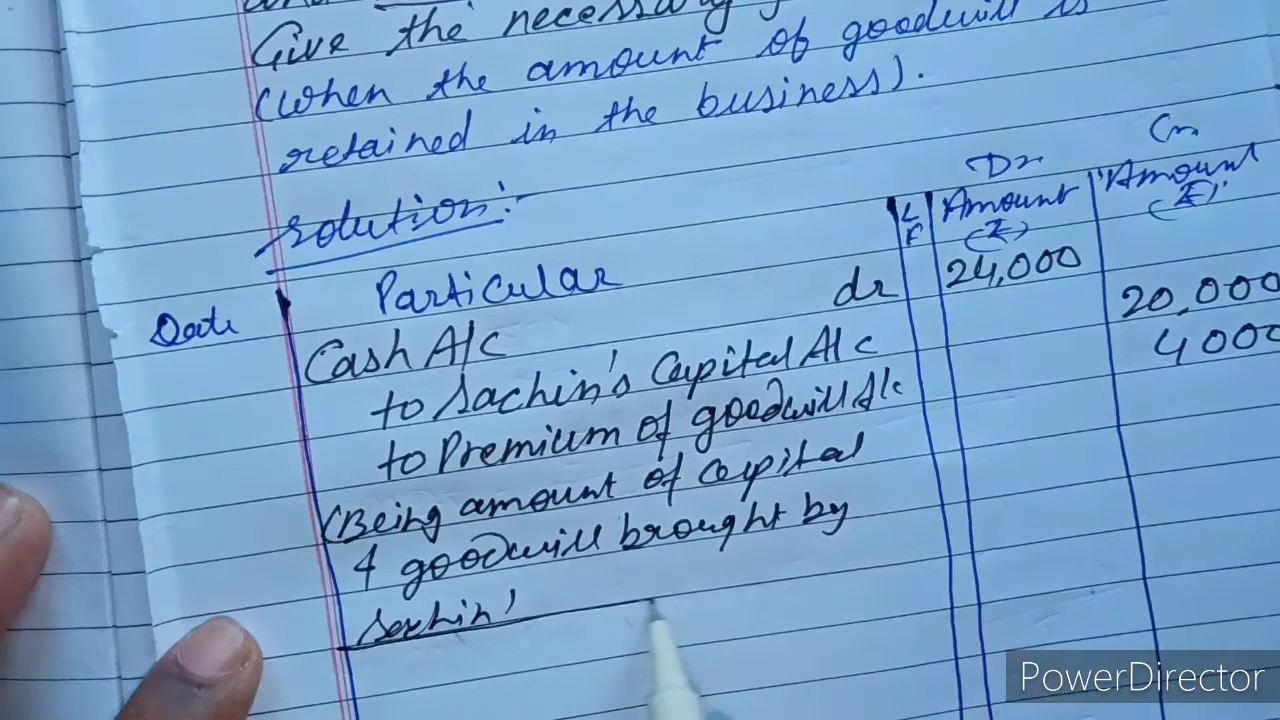 Give the necessary
(When the amount of goodwill is
retained in the business).
solution:-
Date Particular L F Dr Amount (₹) Cr Amount (₹)
Cash A/c dr 24,000
to Sachin's Capital A/c 20,000
to Premium of goodwill A/c 4000
(Being amount of capital
& goodwill brought by
Sachin)
PowerDirector